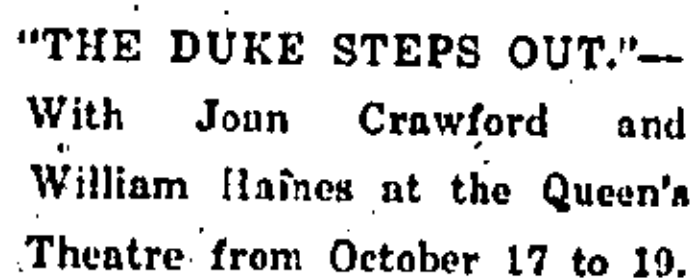 "THE DUKE STEPS OUT."—
With Joan Crawford and
William Haines at the Queen's
Theatre from October 17 to 19.